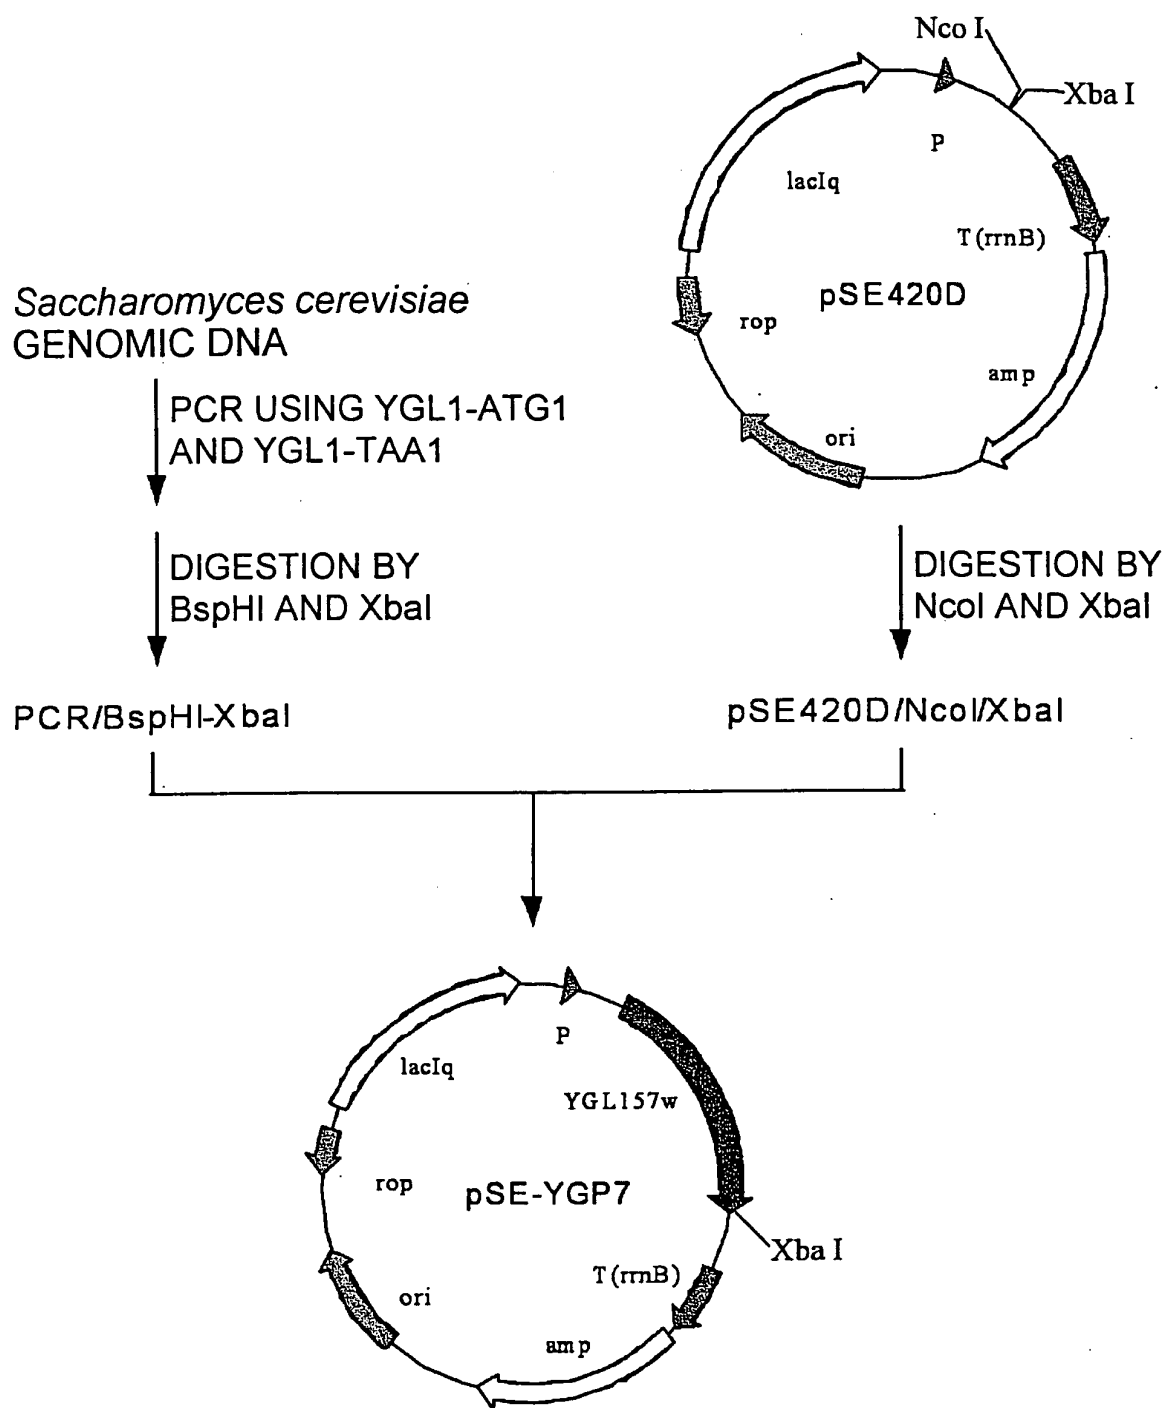 Nco I
Xba I
P
lacIq
T(rrnB)
pSE420D
rop
amp
ori
Saccharomyces cerevisiae
GENOMIC DNA
PCR USING YGL1-ATG1
AND YGL1-TAA1
DIGESTION BY
BspHI AND XbaI
DIGESTION BY
NcoI AND XbaI
PCR/BspHI-XbaI
pSE420D/NcoI/XbaI
P
lacIq
YGL157w
rop
pSE-YGP7
Xba I
T(rrnB)
ori
amp